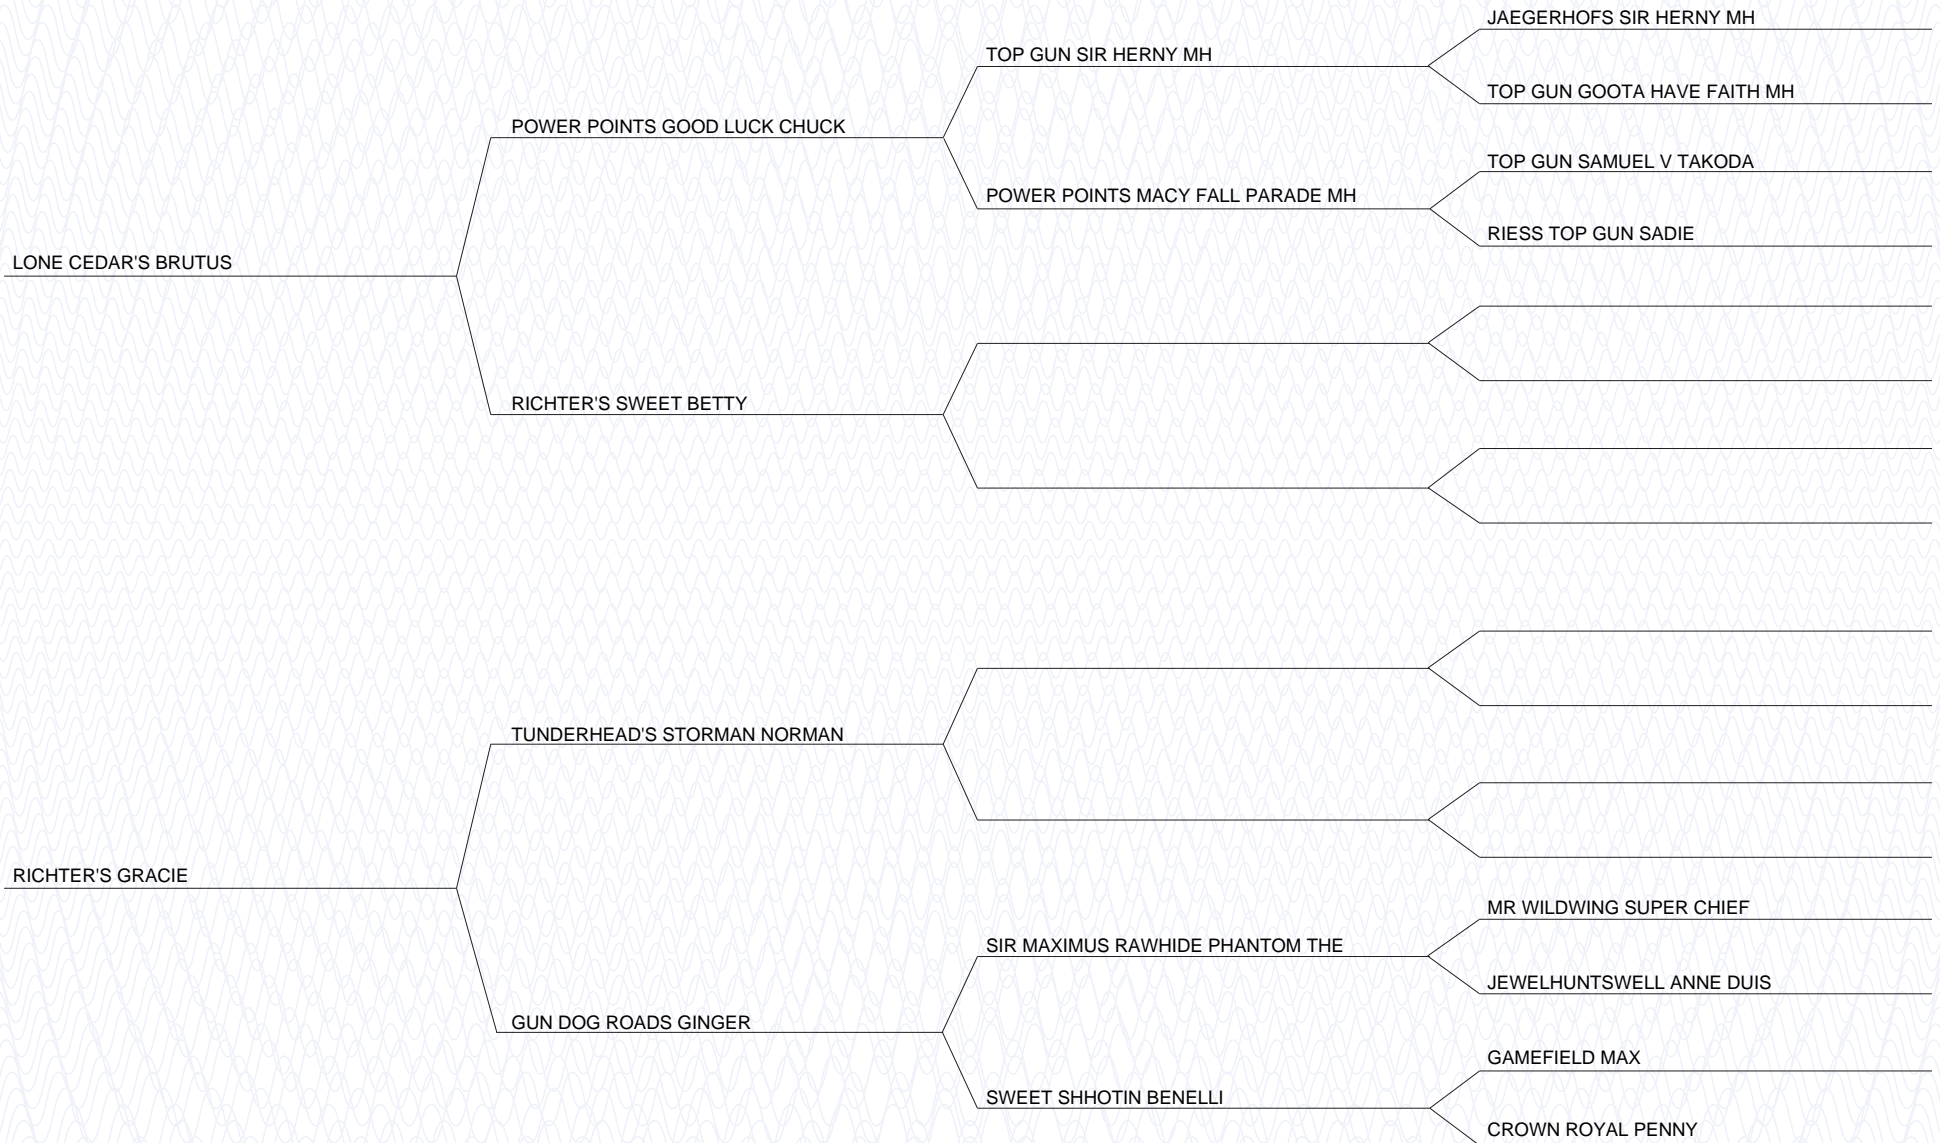 JAEGERHOFS SIR HERNY MH
TOP GUN SIR HERNY MH
TOP GUN GOOTA HAVE FAITH MH
POWER POINTS GOOD LUCK CHUCK
TOP GUN SAMUEL V TAKODA
POWER POINTS MACY FALL PARADE MH
RIESS TOP GUN SADIE
LONE CEDAR'S BRUTUS
RICHTER'S SWEET BETTY
TUNDERHEAD'S STORMAN NORMAN
RICHTER'S GRACIE
MR WILDWING SUPER CHIEF
SIR MAXIMUS RAWHIDE PHANTOM THE
JEWELHUNTSWELL ANNE DUIS
GUN DOG ROADS GINGER
GAMEFIELD MAX
SWEET SHHOTIN BENELLI
CROWN ROYAL PENNY